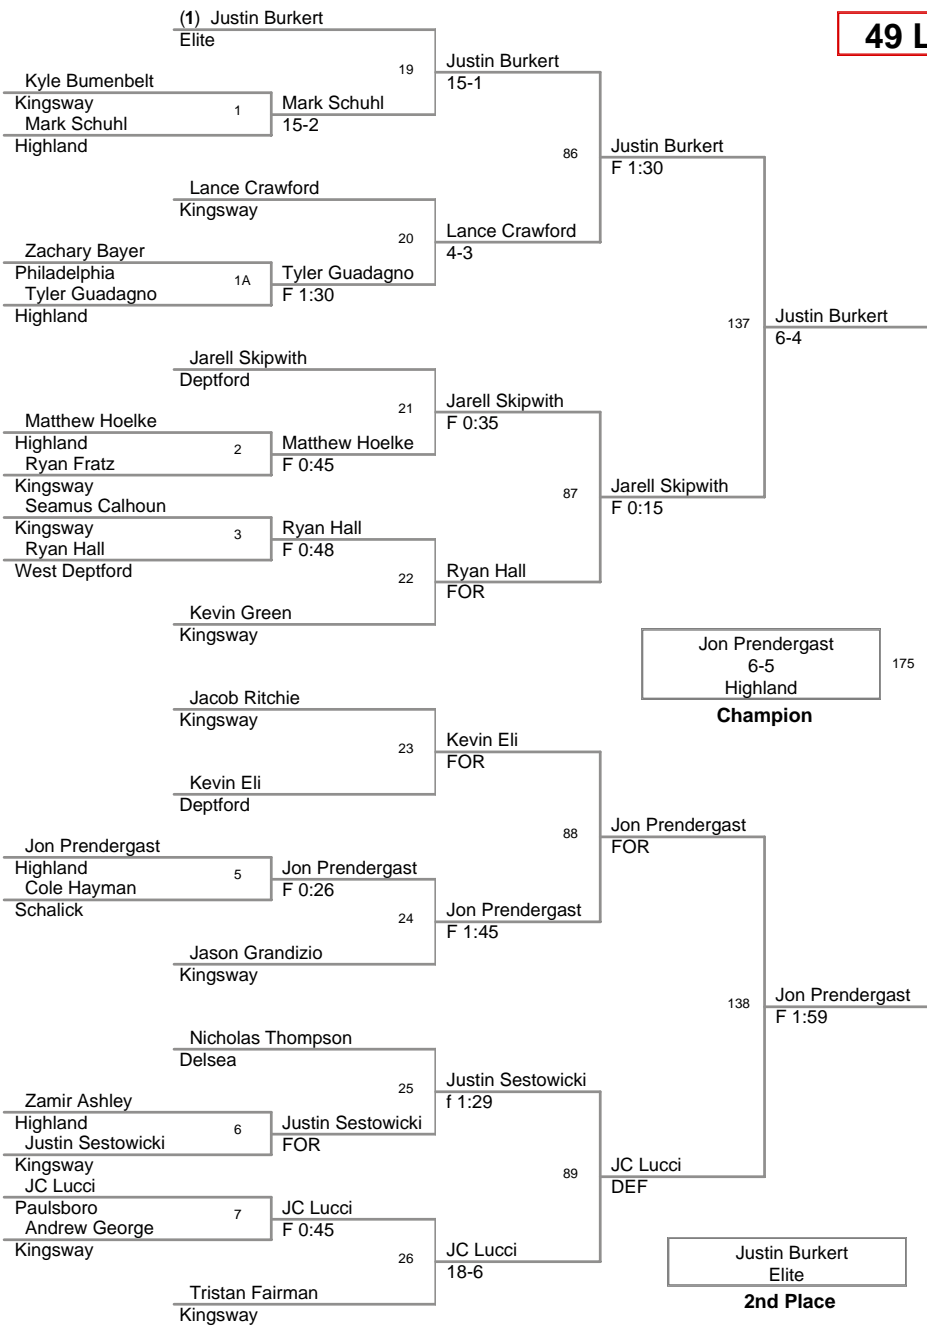 (1) Justin Burkert
Elite
49 L
19
Justin Burkert
15-1
Kyle Bumenbelt
Kingsway
1
Mark Schuhl
15-2
Mark Schuhl
Highland
86
Justin Burkert
F 1:30
Lance Crawford
Kingsway
20
Lance Crawford
4-3
Zachary Bayer
Philadelphia
1A
Tyler Guadagno
F 1:30
Tyler Guadagno
Highland
137
Justin Burkert
6-4
Jarell Skipwith
Deptford
21
Jarell Skipwith
F 0:35
Matthew Hoelke
Highland
2
Matthew Hoelke
F 0:45
Ryan Fratz
Kingsway
87
Jarell Skipwith
F 0:15
Seamus Calhoun
Kingsway
3
Ryan Hall
F 0:48
Ryan Hall
West Deptford
22
Ryan Hall
FOR
Kevin Green
Kingsway
Jon Prendergast
6-5
Highland
175
Champion
Jacob Ritchie
Kingsway
23
Kevin Eli
FOR
Kevin Eli
Deptford
88
Jon Prendergast
FOR
Jon Prendergast
Highland
5
Jon Prendergast
F 0:26
Cole Hayman
Schalick
24
Jon Prendergast
F 1:45
Jason Grandizio
Kingsway
138
Jon Prendergast
F 1:59
Nicholas Thompson
Delsea
25
Justin Sestowicki
f 1:29
Zamir Ashley
Highland
6
Justin Sestowicki
FOR
Justin Sestowicki
Kingsway
89
JC Lucci
DEF
JC Lucci
Paulsboro
7
JC Lucci
F 0:45
Andrew George
Kingsway
26
JC Lucci
18-6
Tristan Fairman
Kingsway
Justin Burkert
Elite
2nd Place